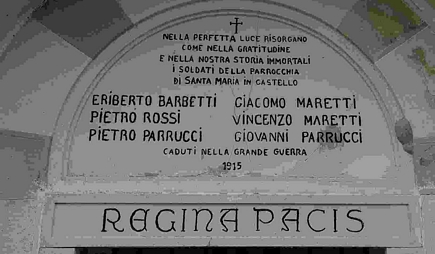 NELLA PERFETTA LUCE RISORGANO
COME NELLA GRATITUDINE
E NELLA NOSTRA STORIA IMMORTALI
I SOLDATI DELLA PARROCCHIA
DI SANTA MARIA IN CASTELLO
ERIBERTO BARBETTI GIACOMO MARETTI
PIETRO ROSSI VINCENZO MARETTI
PIETRO PARRUCCI GIOVANNI PARRUCCI
CADUTI NELLA GRANDE GUERRA
1915
REGINA PACIS